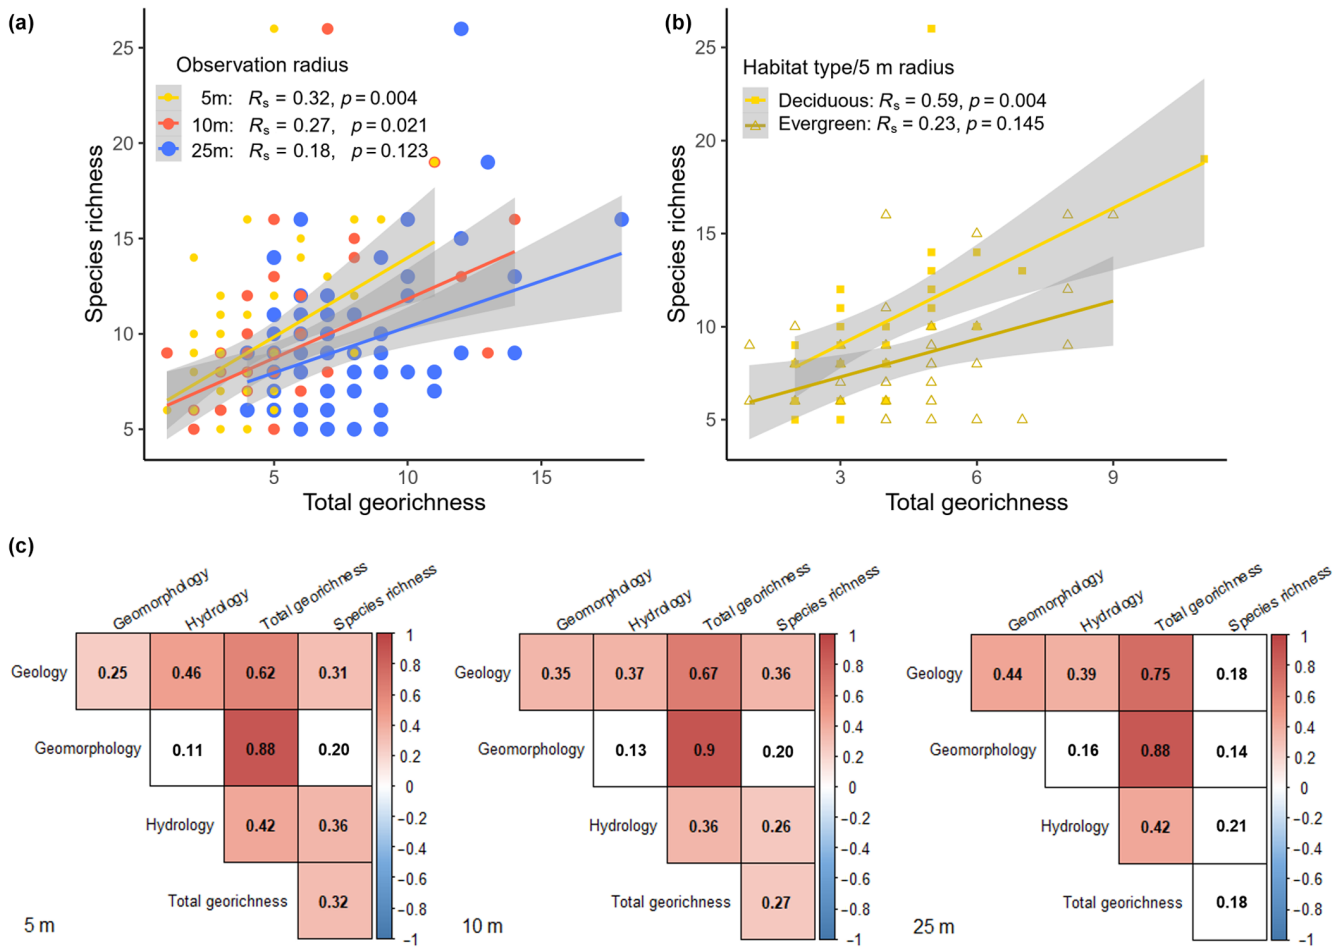 (a)
Species richness
25
20
15
10
5
Observation radius
5m: Rs = 0.32, p = 0.004
10m: Rs = 0.27, p = 0.021
25m: Rs = 0.18, p = 0.123
5 10 15
Total georichness
(b)
Species richness
25
20
15
10
5
Habitat type/5 m radius
Deciduous: Rs = 0.59, p = 0.004
Evergreen: Rs = 0.23, p = 0.145
3 6 9
Total georichness
(c)
Geomorphology Hydrology Total georichness Species richness
Geology 0.25 0.46 0.62 0.31
Geomorphology 0.11 0.88 0.20
Hydrology 0.42 0.36
Total georichness 0.32
1
0.8
0.6
0.4
0.2
0
−0.2
−0.4
−0.6
−0.8
−1
5 m
Geomorphology Hydrology Total georichness Species richness
Geology 0.35 0.37 0.67 0.36
Geomorphology 0.13 0.9 0.20
Hydrology 0.36 0.26
Total georichness 0.27
1
0.8
0.6
0.4
0.2
0
−0.2
−0.4
−0.6
−0.8
−1
10 m
Geomorphology Hydrology Total georichness Species richness
Geology 0.44 0.39 0.75 0.18
Geomorphology 0.16 0.88 0.14
Hydrology 0.42 0.21
Total georichness 0.18
1
0.8
0.6
0.4
0.2
0
−0.2
−0.4
−0.6
−0.8
−1
25 m